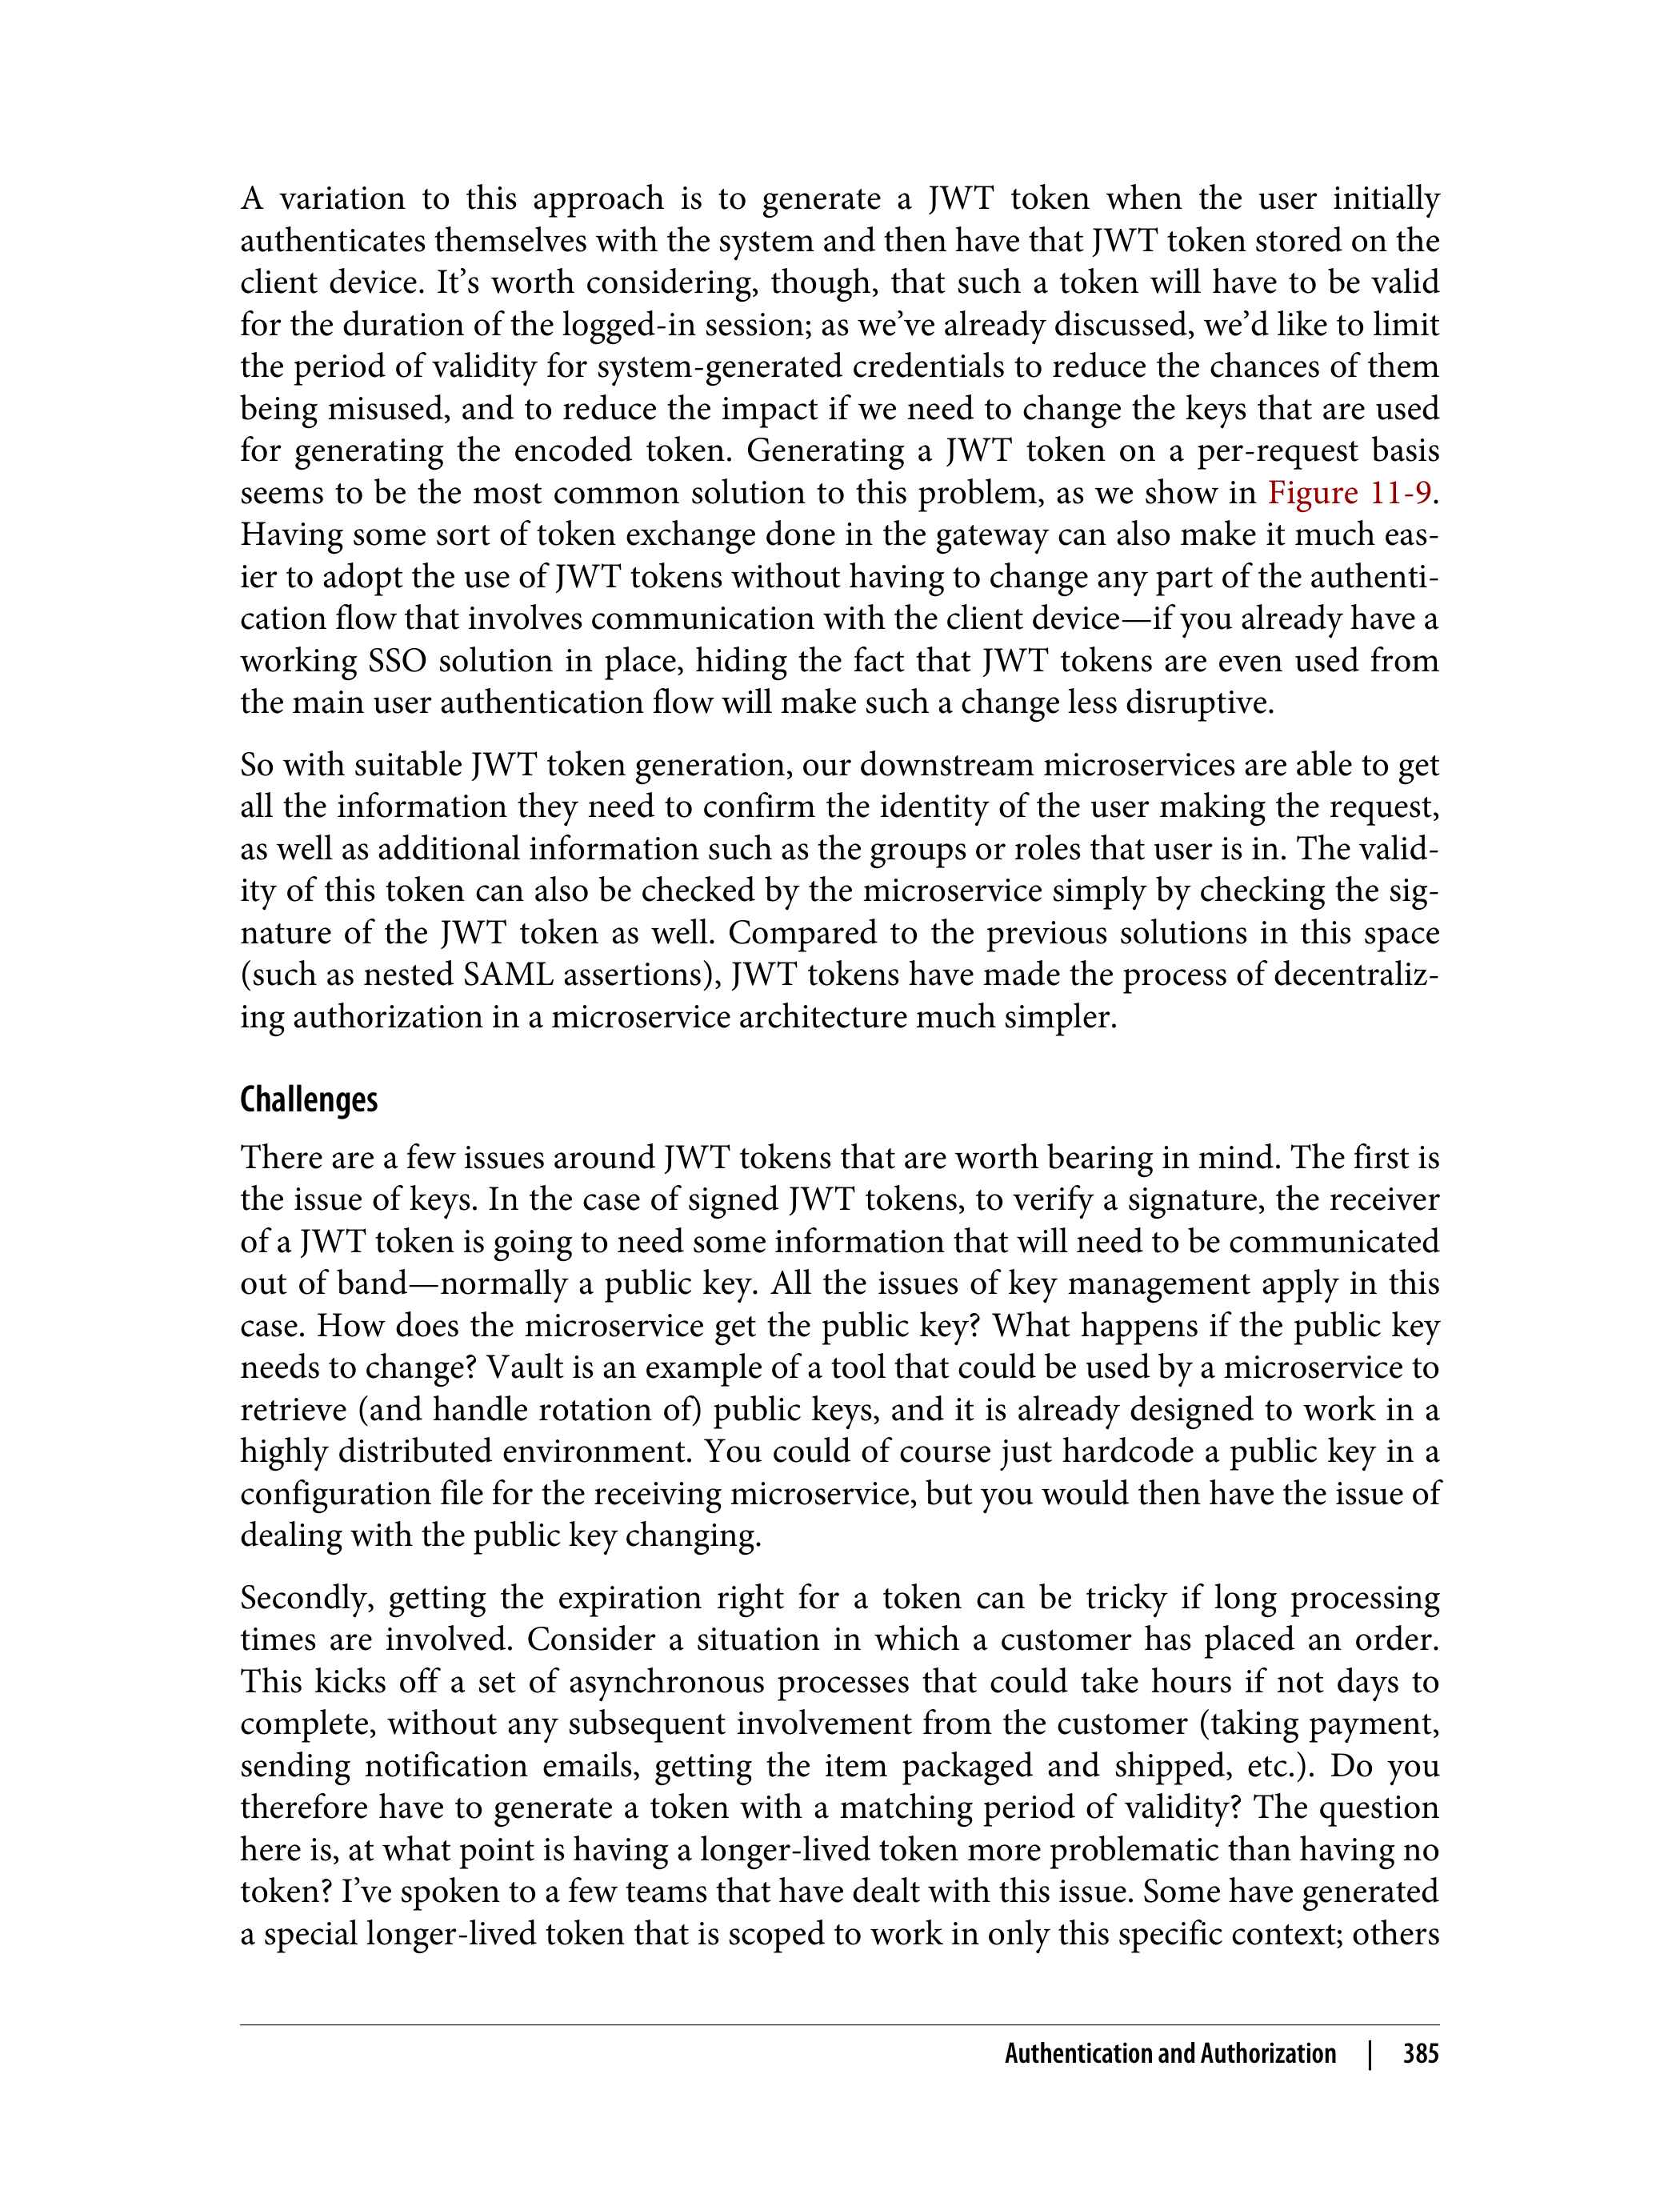 A variation to this approach is to generate a JWT token when the user initially
authenticates themselves with the system and then have that JWT token stored on the
client device. It’s worth considering, though, that such a token will have to be valid
for the duration of the logged-in session; as we’ve already discussed, we’d like to limit
the period of validity for system-generated credentials to reduce the chances of them
being misused, and to reduce the impact if we need to change the keys that are used
for generating the encoded token. Generating a JWT token on a per-request basis
seems to be the most common solution to this problem, as we show in Figure 11-9.
Having some sort of token exchange done in the gateway can also make it much eas-
ier to adopt the use of JWT tokens without having to change any part of the authenti-
cation flow that involves communication with the client device—if you already have a
working SSO solution in place, hiding the fact that JWT tokens are even used from
the main user authentication flow will make such a change less disruptive.
So with suitable JWT token generation, our downstream microservices are able to get
all the information they need to confirm the identity of the user making the request,
as well as additional information such as the groups or roles that user is in. The valid-
ity of this token can also be checked by the microservice simply by checking the sig-
nature of the JWT token as well. Compared to the previous solutions in this space
(such as nested SAML assertions), JWT tokens have made the process of decentraliz-
ing authorization in a microservice architecture much simpler.
Challenges
There are a few issues around JWT tokens that are worth bearing in mind. The first is
the issue of keys. In the case of signed JWT tokens, to verify a signature, the receiver
of a JWT token is going to need some information that will need to be communicated
out of band—normally a public key. All the issues of key management apply in this
case. How does the microservice get the public key? What happens if the public key
needs to change? Vault is an example of a tool that could be used by a microservice to
retrieve (and handle rotation of) public keys, and it is already designed to work in a
highly distributed environment. You could of course just hardcode a public key in a
configuration file for the receiving microservice, but you would then have the issue of
dealing with the public key changing.
Secondly, getting the expiration right for a token can be tricky if long processing
times are involved. Consider a situation in which a customer has placed an order.
This kicks off a set of asynchronous processes that could take hours if not days to
complete, without any subsequent involvement from the customer (taking payment,
sending notification emails, getting the item packaged and shipped, etc.). Do you
therefore have to generate a token with a matching period of validity? The question
here is, at what point is having a longer-lived token more problematic than having no
token? I’ve spoken to a few teams that have dealt with this issue. Some have generated
a special longer-lived token that is scoped to work in only this specific context; others
Authentication and Authorization | 385